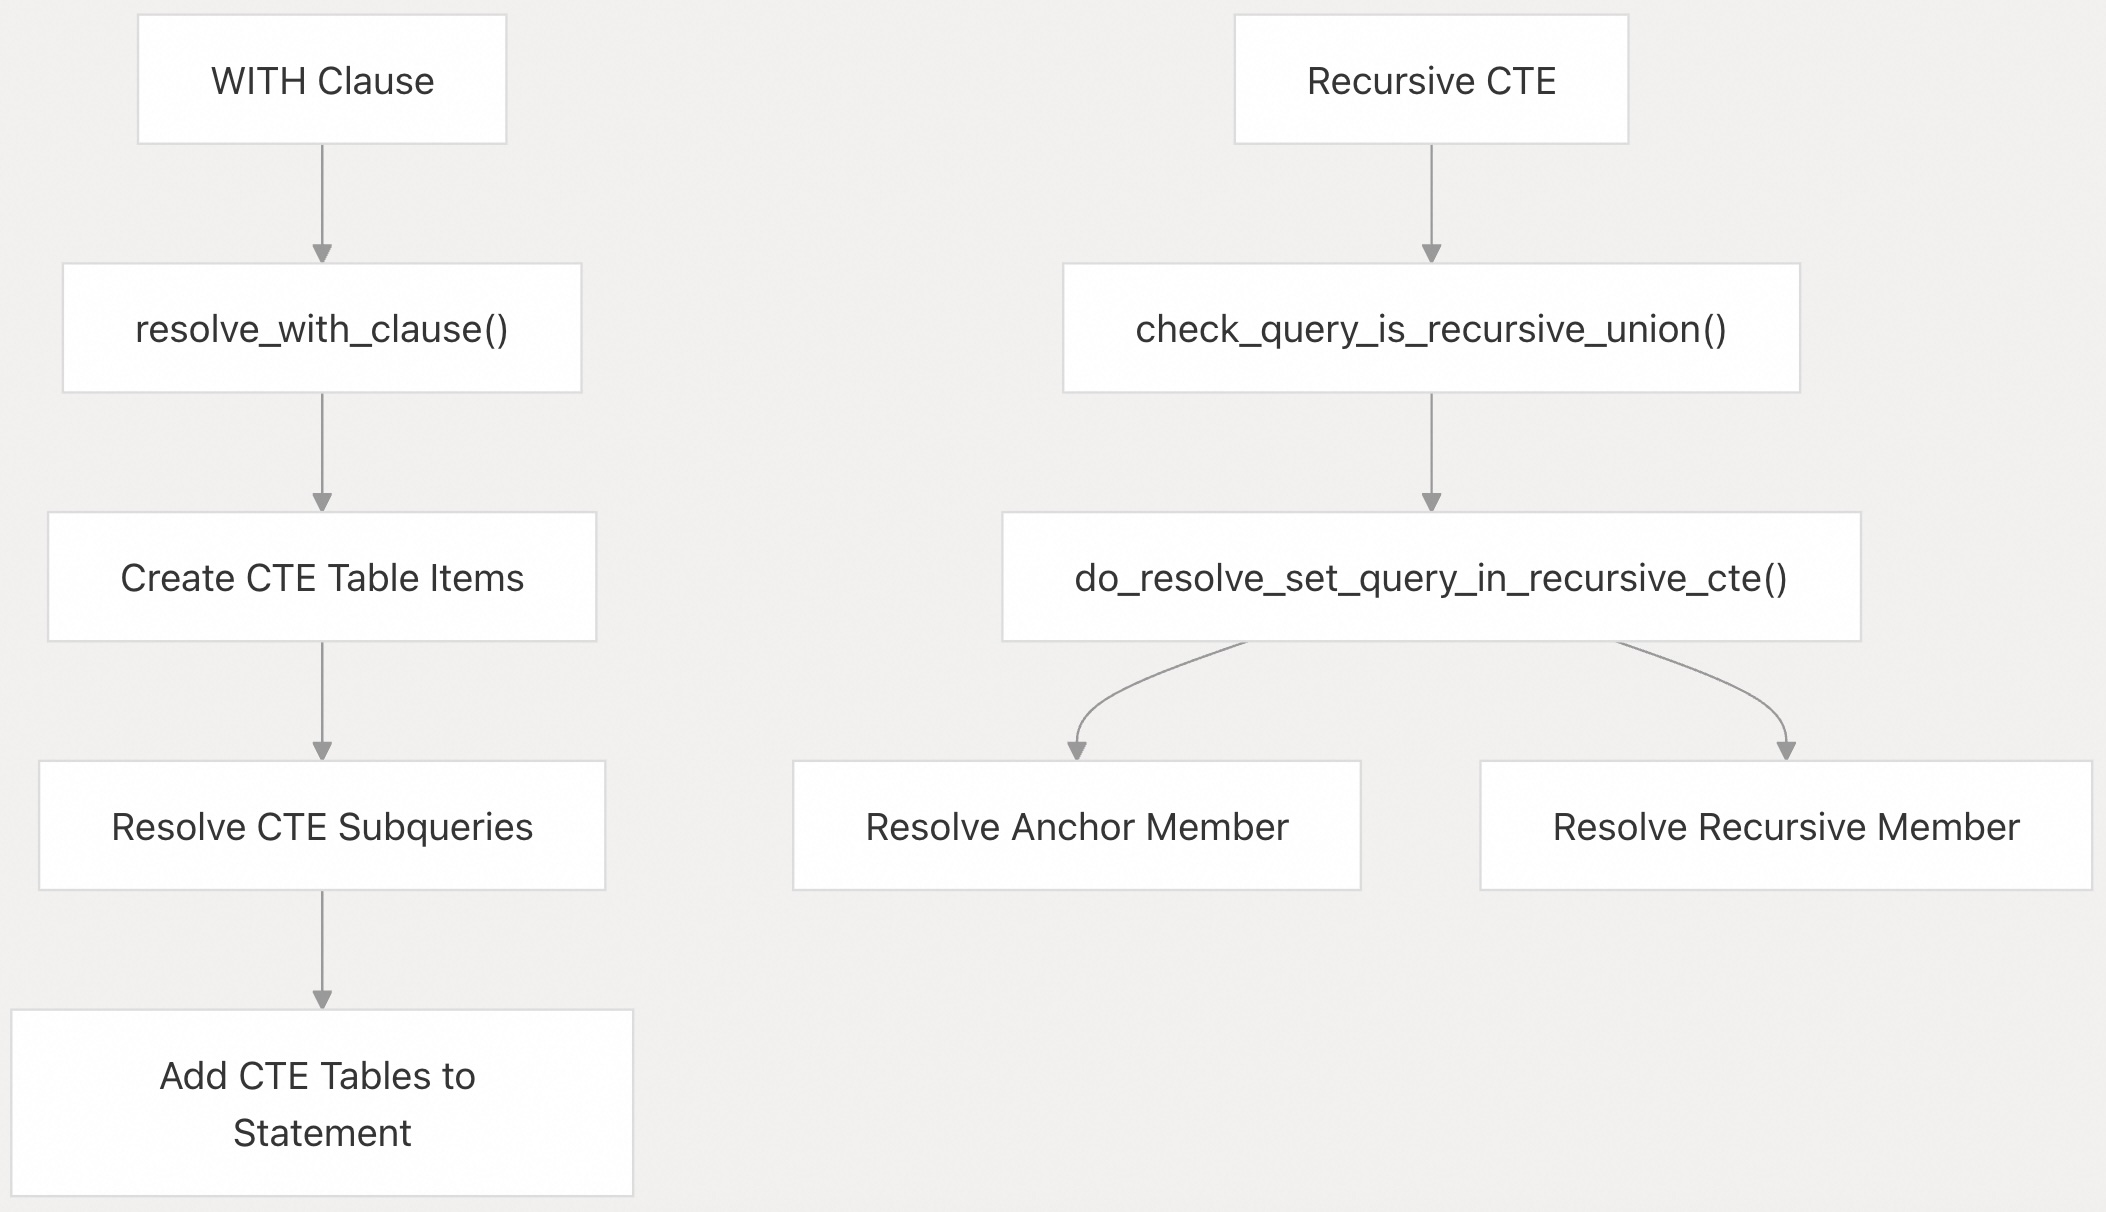 WITH Clause
resolve_with_clause()
Create CTE Table Items
Resolve CTE Subqueries
Add CTE Tables to
Statement
Recursive CTE
check_query_is_recursive_union()
do_resolve_set_query_in_recursive_cte()
Resolve Anchor Member
Resolve Recursive Member